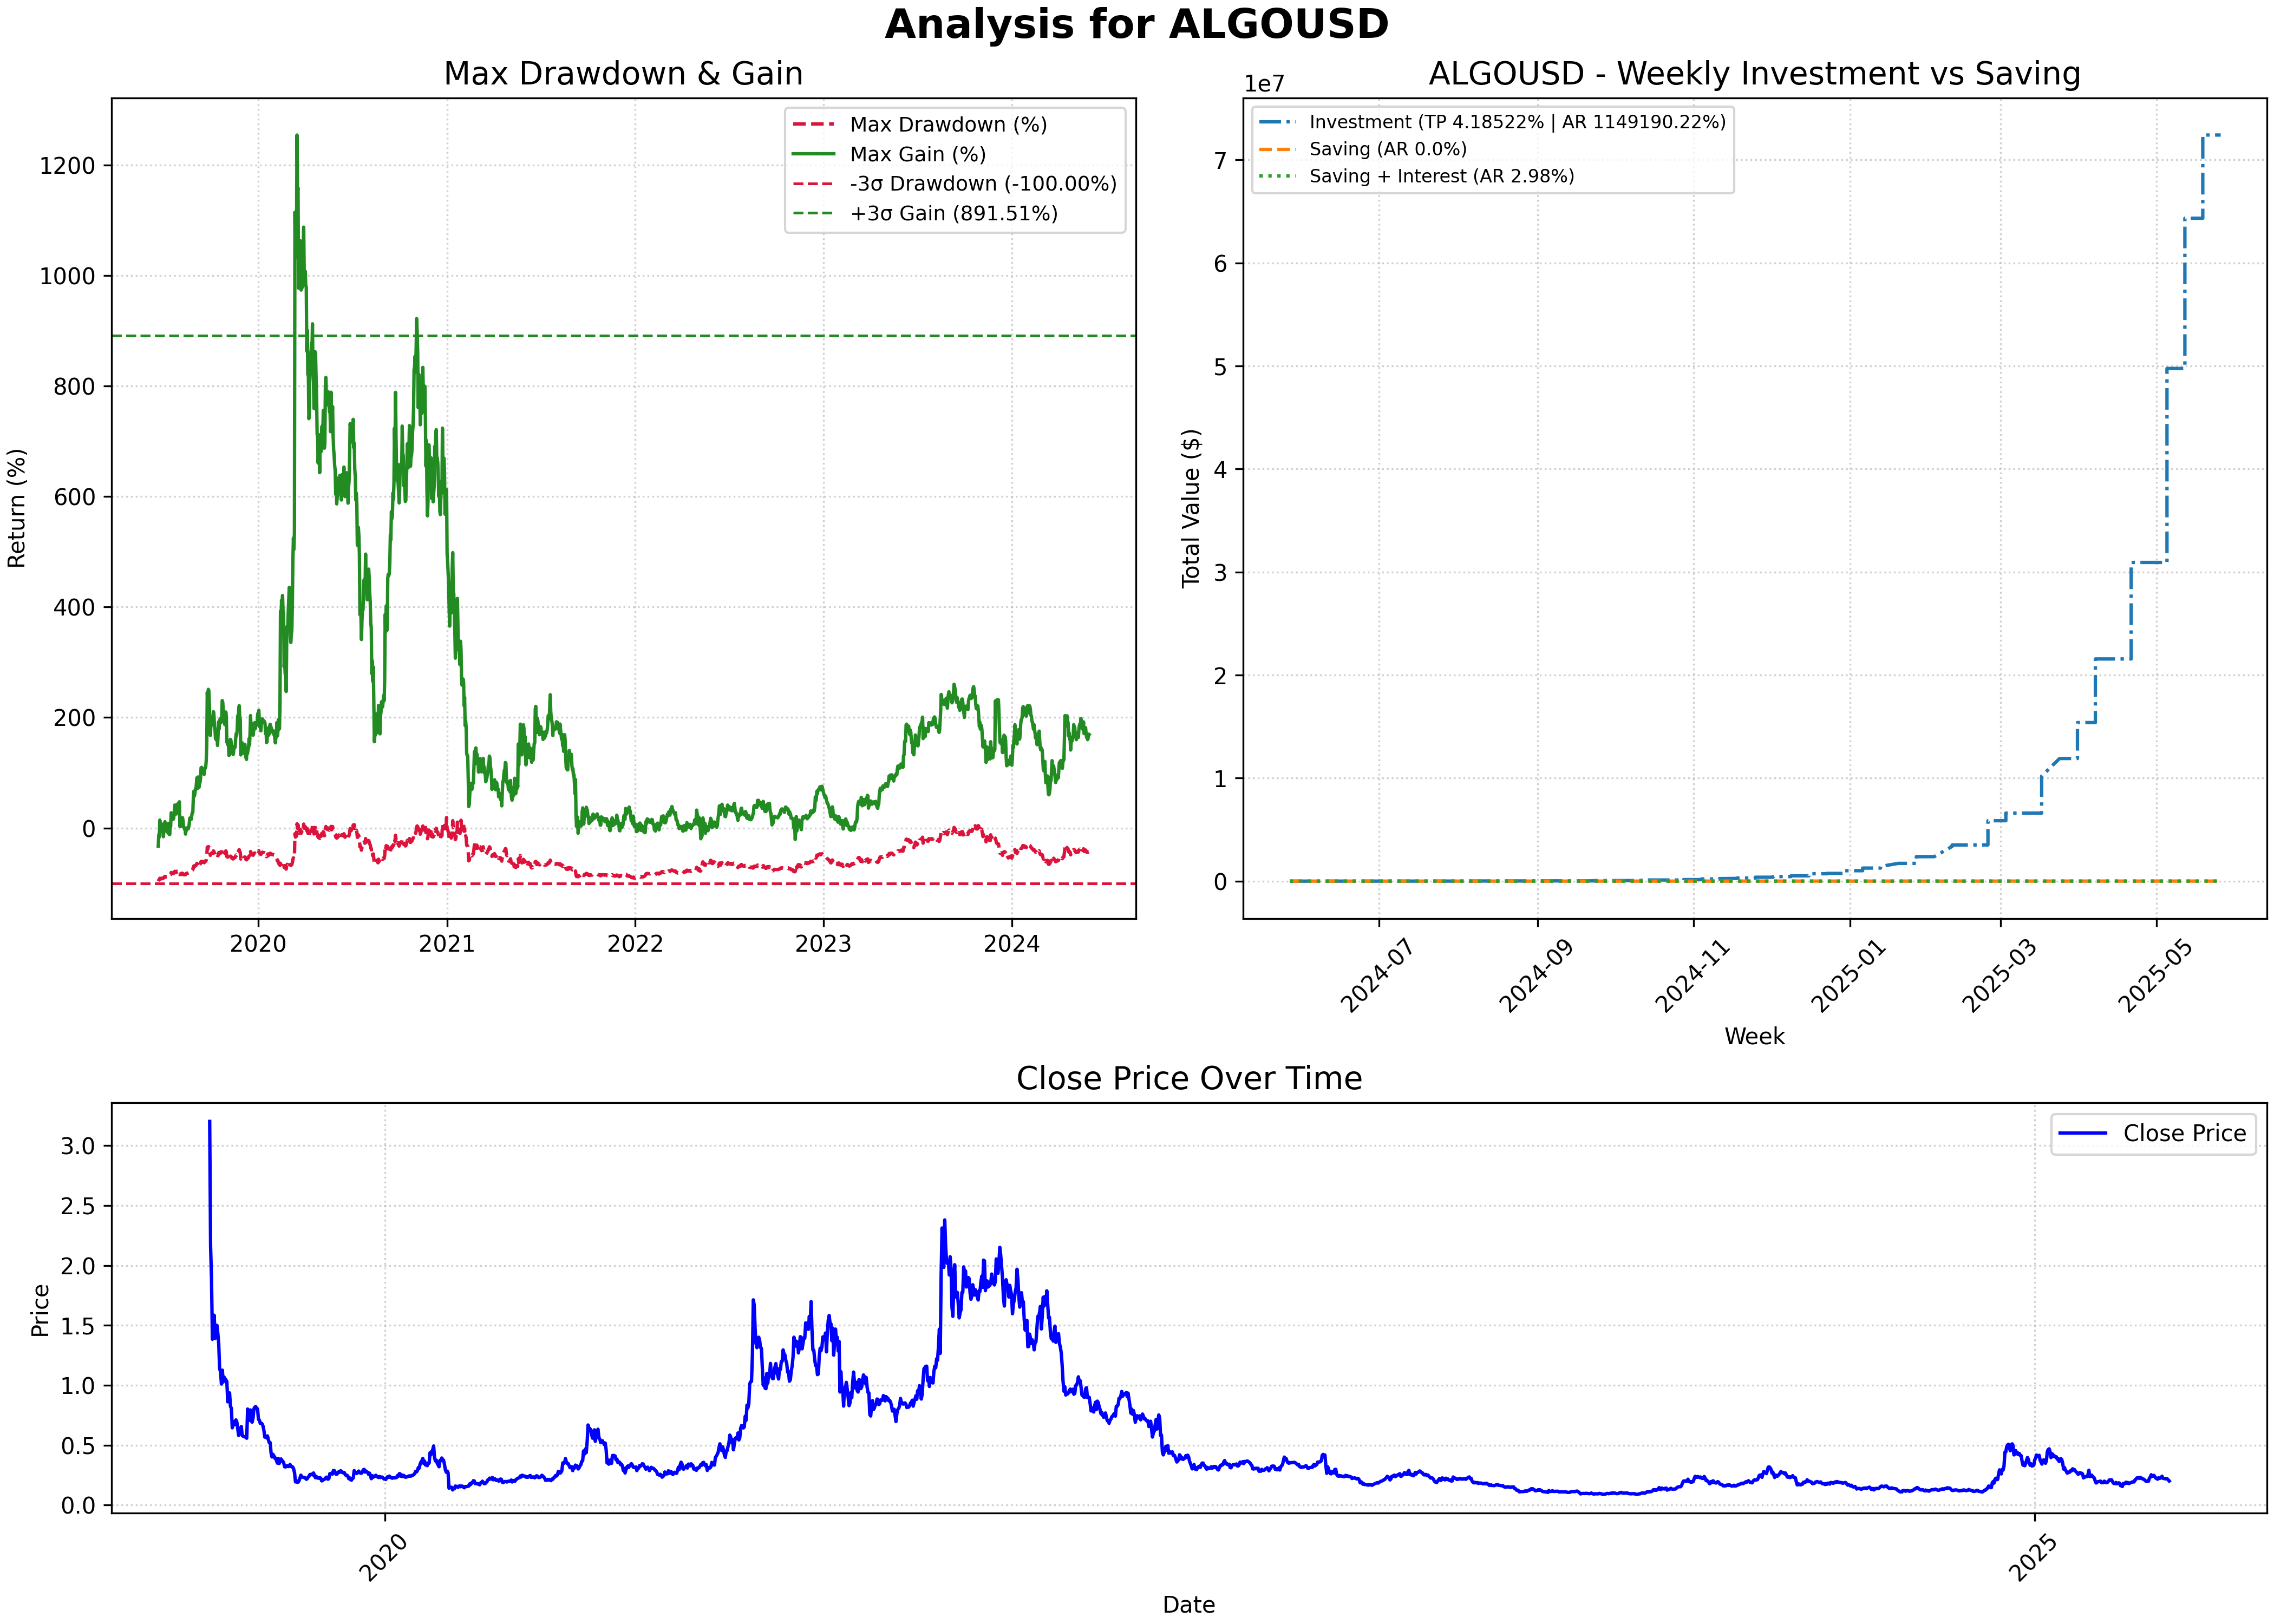 Analysis for ALGOUSD
Max Drawdown & Gain
Max Drawdown (%)
Max Gain (%)
-3σ Drawdown (-100.00%)
+3σ Gain (891.51%)
Return (%)
1200
1000
800
600
400
200
0
2020
2021
2022
2023
2024
ALGOUSD - Weekly Investment vs Saving
1e7
Investment (TP 4.18522% | AR 1149190.22%)
Saving (AR 0.0%)
Saving + Interest (AR 2.98%)
Total Value ($)
7
6
5
4
3
2
1
0
2024-07
2024-09
2024-11
2025-01
2025-03
2025-05
Week
Close Price Over Time
Close Price
Price
3.0
2.5
2.0
1.5
1.0
0.5
0.0
2020
2025
Date